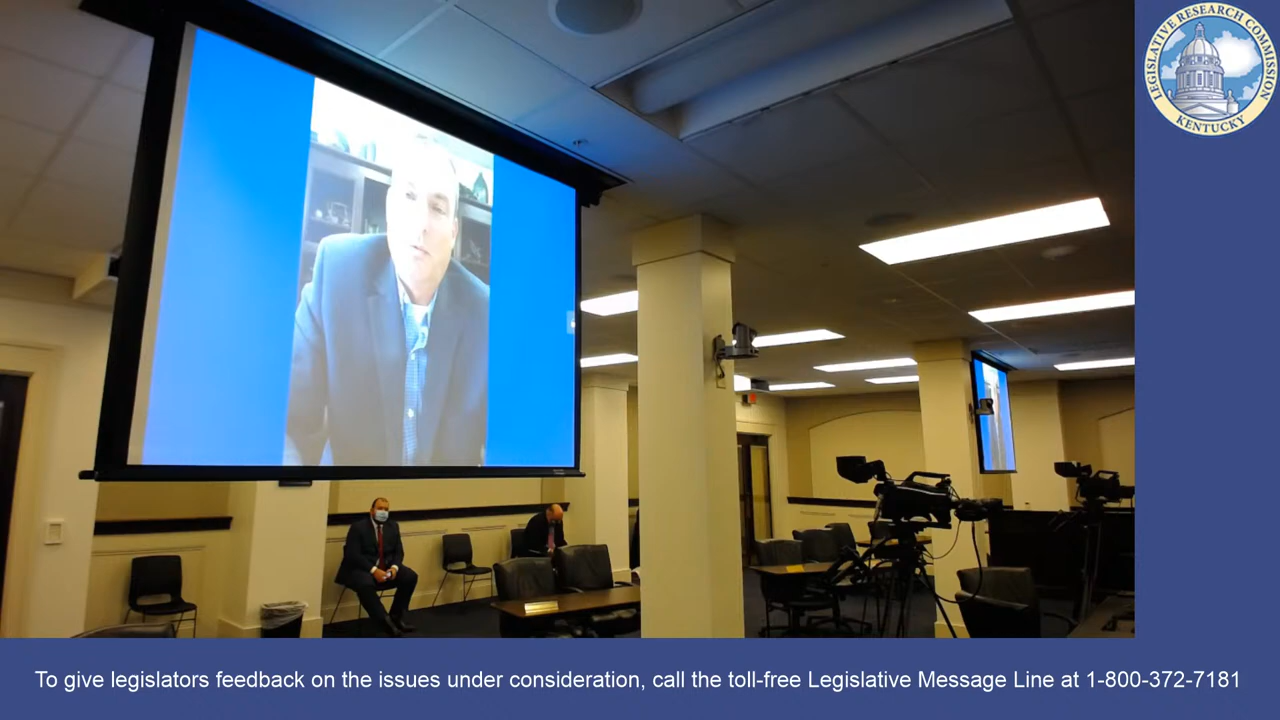 LEGISLATIVE RESEARCH COMMISSION
KENTUCKY
To give legislators feedback on the issues under consideration, call the toll-free Legislative Message Line at 1-800-372-7181